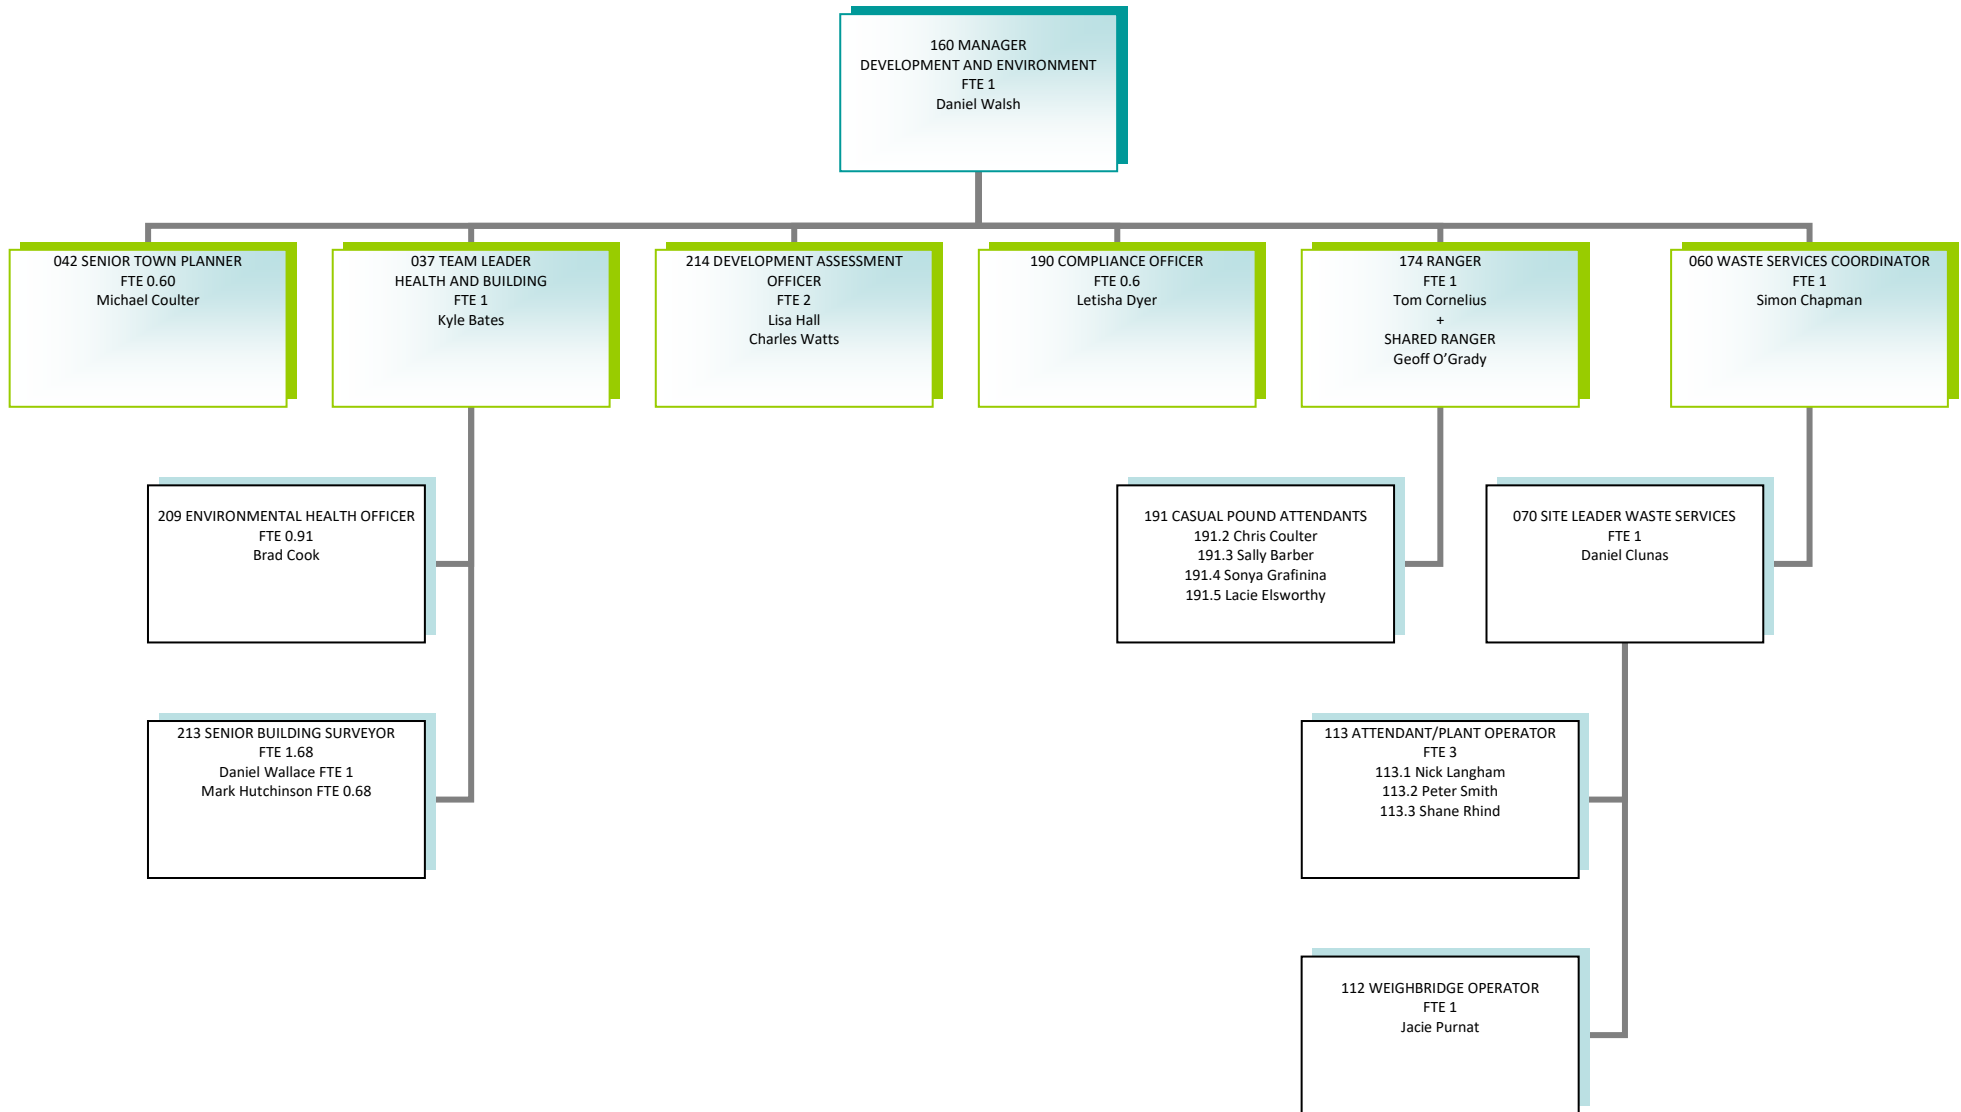 160 MANAGER
DEVELOPMENT AND ENVIRONMENT
FTE 1
Daniel Walsh
042 SENIOR TOWN PLANNER
FTE 0.60
Michael Coulter
037 TEAM LEADER
HEALTH AND BUILDING
FTE 1
Kyle Bates
214 DEVELOPMENT ASSESSMENT
OFFICER
FTE 2
Lisa Hall
Charles Watts
190 COMPLIANCE OFFICER
FTE 0.6
Letisha Dyer
174 RANGER
FTE 1
Tom Cornelius
+
SHARED RANGER
Geoff O’Grady
060 WASTE SERVICES COORDINATOR
FTE 1
Simon Chapman
209 ENVIRONMENTAL HEALTH OFFICER
FTE 0.91
Brad Cook
191 CASUAL POUND ATTENDANTS
191.2 Chris Coulter
191.3 Sally Barber
191.4 Sonya Grafinina
191.5 Lacie Elsworthy
070 SITE LEADER WASTE SERVICES
FTE 1
Daniel Clunas
213 SENIOR BUILDING SURVEYOR
FTE 1.68
Daniel Wallace FTE 1
Mark Hutchinson FTE 0.68
113 ATTENDANT/PLANT OPERATOR
FTE 3
113.1 Nick Langham
113.2 Peter Smith
113.3 Shane Rhind
112 WEIGHBRIDGE OPERATOR
FTE 1
Jacie Purnat